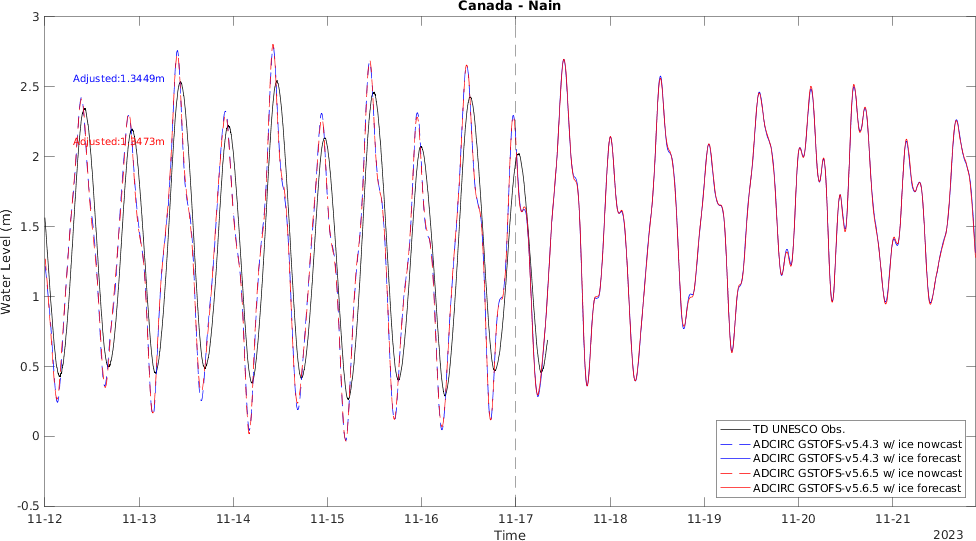 Canada - Nain
3
2.5
2
1.5
1
0.5
0
-0.5
Water Level (m)
Adjusted:1.3449m
Adjusted:1.3473m
TD UNESCO Obs.
ADCIRC GSTOFS-v5.4.3 w/ ice nowcast
ADCIRC GSTOFS-v5.4.3 w/ ice forecast
ADCIRC GSTOFS-v5.6.5 w/ ice nowcast
ADCIRC GSTOFS-v5.6.5 w/ ice forecast
11-12 11-13 11-14 11-15 11-16 11-17 11-18 11-19 11-20 11-21
Time
2023